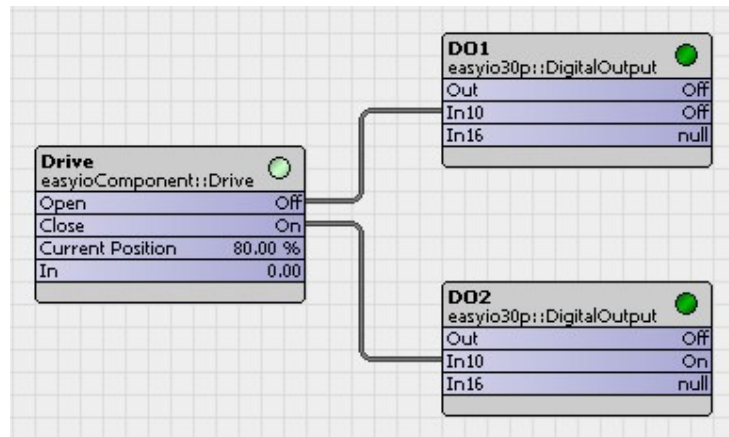 DO1
easyio30p::DigitalOutput
Out Off
In10 Off
In16 null
Drive
easyioComponent::Drive
Open Off
Close On
Current Position 80.00 %
In 0.00
DO2
easyio30p::DigitalOutput
Out Off
In10 On
In16 null